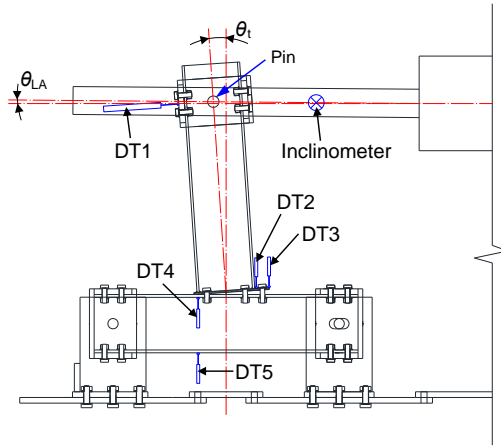 θt
Pin
θLA
DT1
Inclinometer
DT2
DT3
DT4
DT5